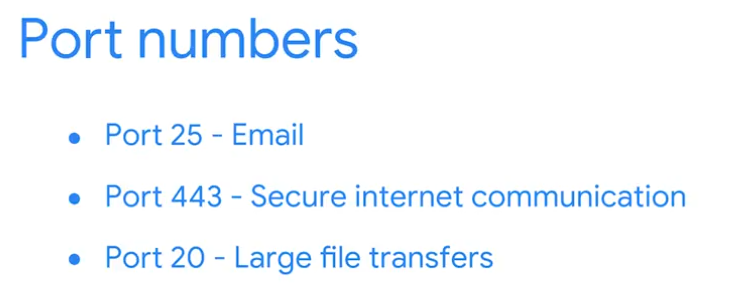 Port numbers
• Port 25 - Email
• Port 443 - Secure internet communication
• Port 20 - Large file transfers